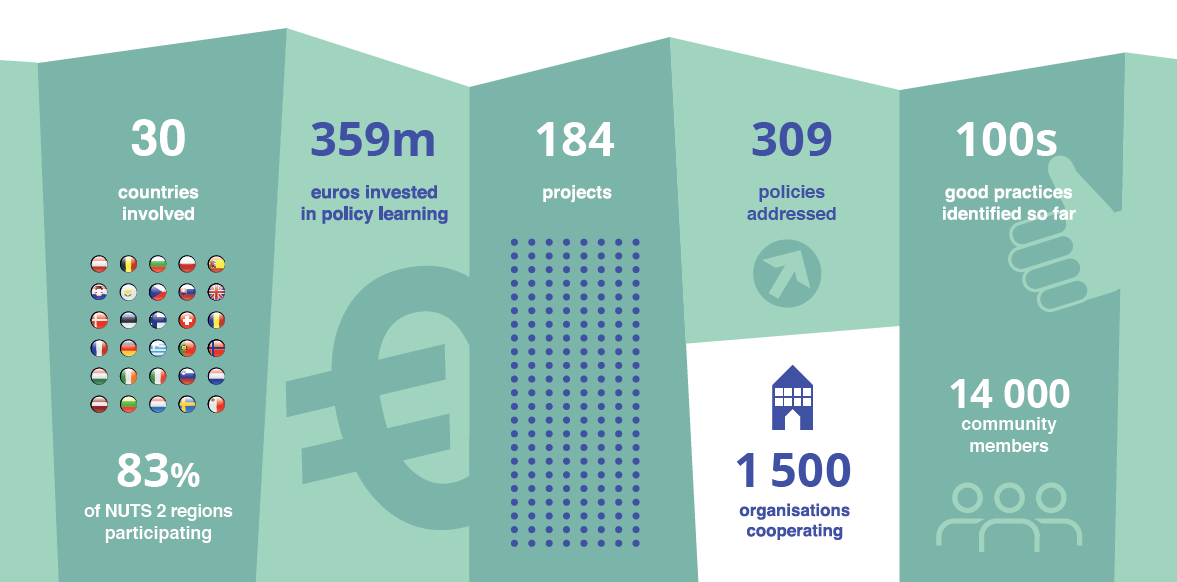 30
countries
involved
83%
of NUTS 2 regions
participating
359m
euros invested
in policy learning
€
184
projects
309
policies
addressed
1 500
organisations
cooperating
100s
good practices
identified so far
14 000
community
members